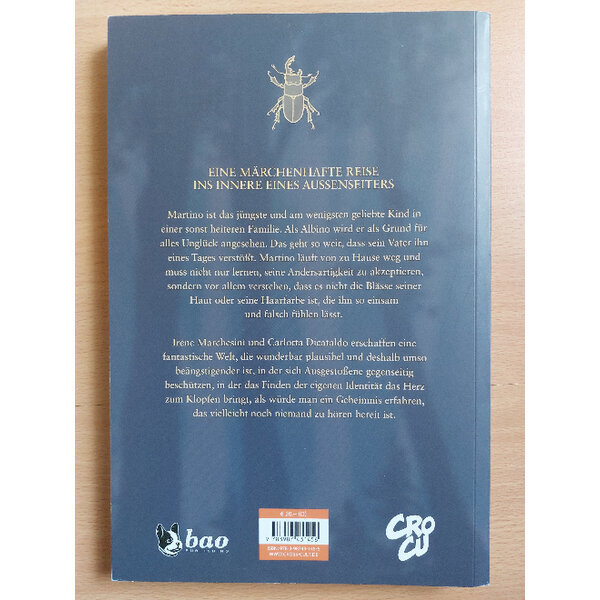 EINE MÄRCHENHAFTE REISE
INS INNERE EINES AUSSENSEITERS
Martino ist das jüngste und am wenigsten geliebte Kind in
einer sonst heiteren Familie. Als Albino wird er als Grund für
alles Unglück angesehen. Das geht so weit, dass sein Vater ihn
eines Tages verstößt. Martino läuft von zu Hause weg und
muss nicht nur lernen, seine Andersartigkeit zu akzeptieren,
sondern vor allem verstehen, dass es nicht die Blässe seiner
Haut oder seine Haarfarbe ist, die ihn so einsam
und falsch fühlen lässt.
Irene Marchesini und Carlotta Dicataldo erschaffen eine
fantastische Welt, die wunderbar plausibel und deshalb umso
beängstigender ist, in der sich Ausgestoßene gegenseitig
beschützen, in der das Finden der eigenen Identität das Herz
zum Klopfen bringt, als würde man ein Geheimnis erfahren,
das vielleicht noch niemand zu hören bereit ist.
bao
CRO
CU